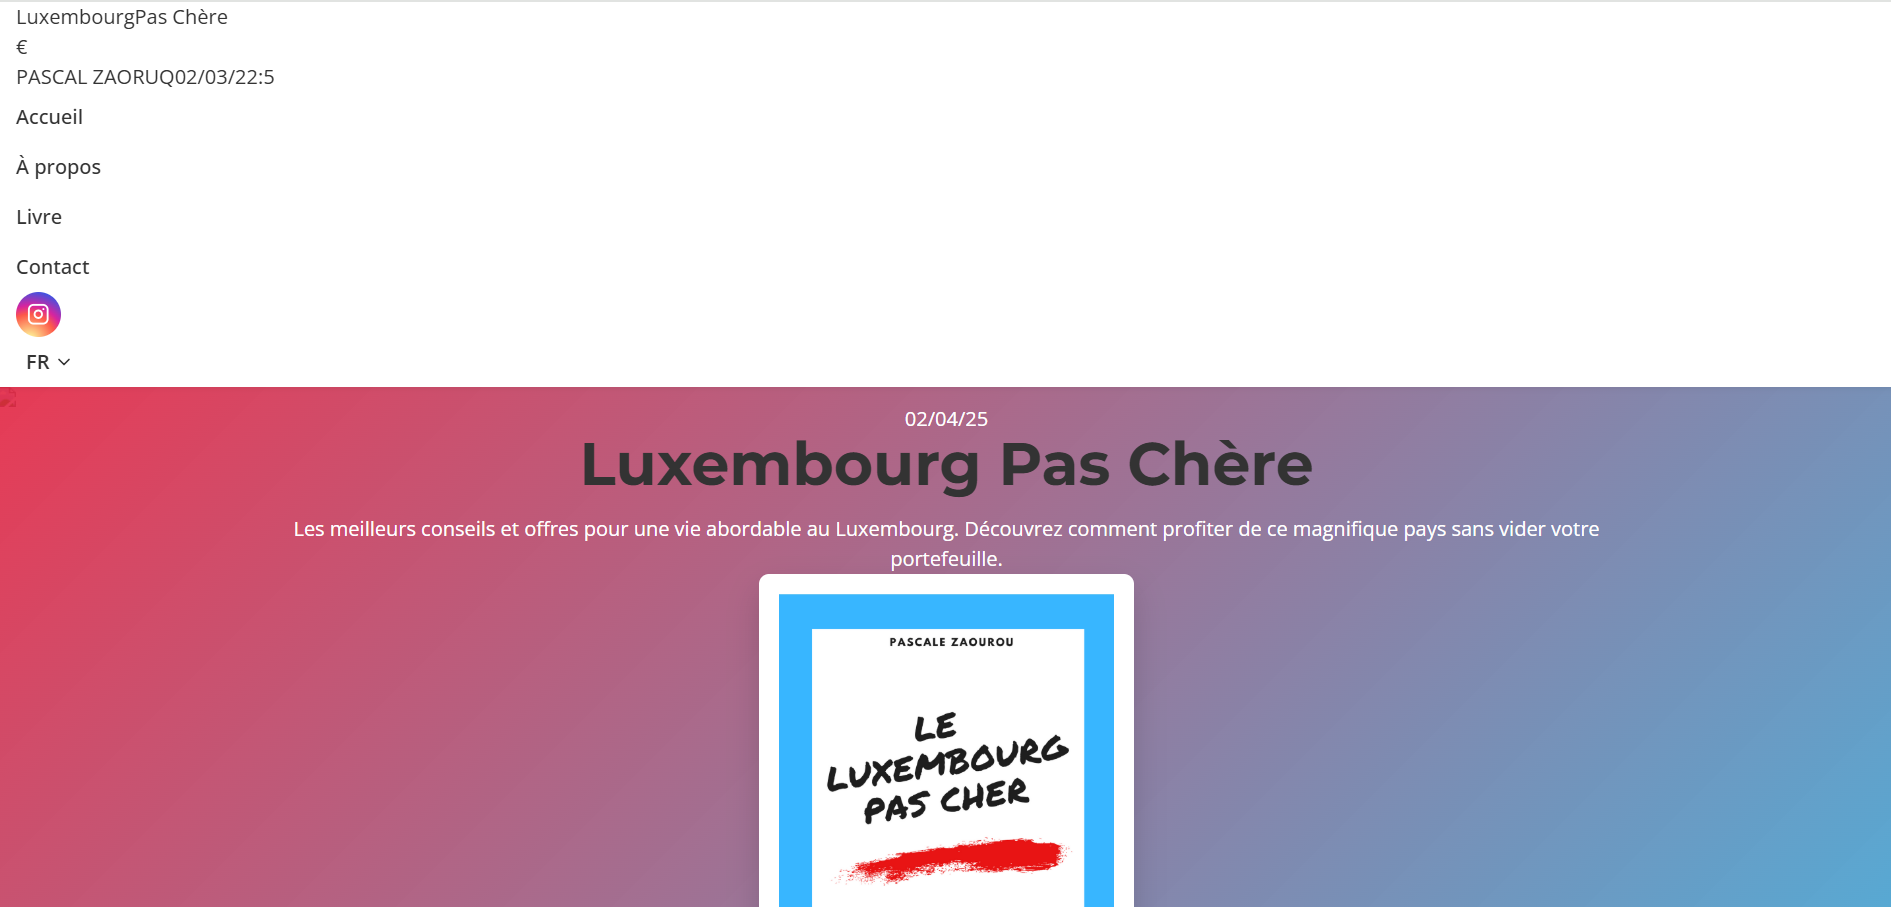 LuxembourgPas Chère
€
PASCAL ZAORUQ02/03/22:5
Accueil
À propos
Livre
Contact
FR
02/04/25
Luxembourg Pas Chère
Les meilleurs conseils et offres pour une vie abordable au Luxembourg. Découvrez comment profiter de ce magnifique pays sans vider votre
portefeuille.
PASCALE ZAOUROU
LE
LUXEMBOURG
PAS CHER